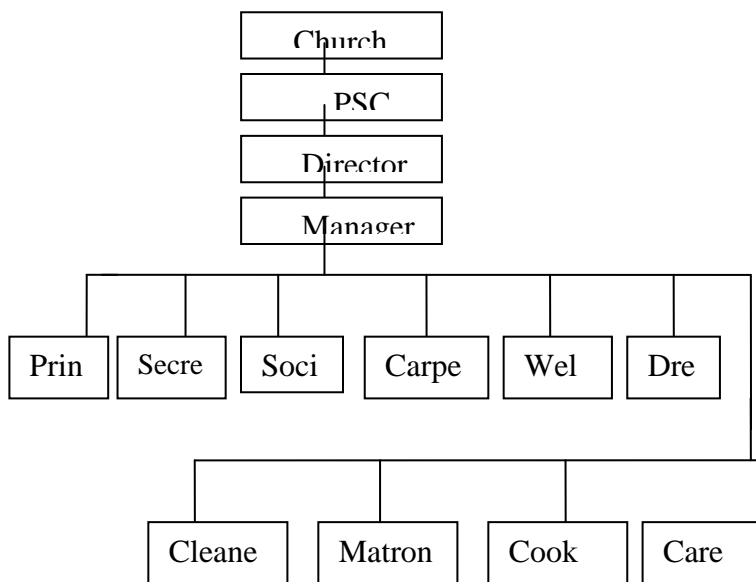 Church
PSC
Director
Manager
Prin Secre Soci Carpe Wel Dre
Cleane Matron Cook Care